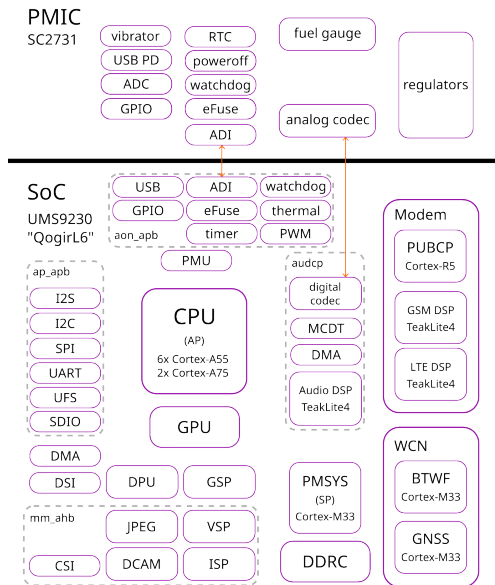 PMIC
SC2731
vibrator
USB PD
ADC
GPIO
RTC
poweroff
watchdog
eFuse
ADI
fuel gauge
analog codec
regulators
SoC
UMS9230
"QogirL6"
USB
ADI
watchdog
GPIO
eFuse
thermal
aon_apb
timer
PWM
PMU
ap_apb
I2S
I2C
SPI
UART
UFS
SDIO
CPU
(AP)
6x Cortex-A55
2x Cortex-A75
GPU
audcp
digital
codec
MCDT
DMA
Audio DSP
TeakLite4
Modem
PUBCP
Cortex-R5
GSM DSP
TeakLite4
LTE DSP
TeakLite4
DMA
DSI
DPU
GSP
mm_ahb
JPEG
VSP
CSI
DCAM
ISP
PMSYS
(SP)
Cortex-M33
DDRC
WCN
BTWF
Cortex-M33
GNSS
Cortex-M33